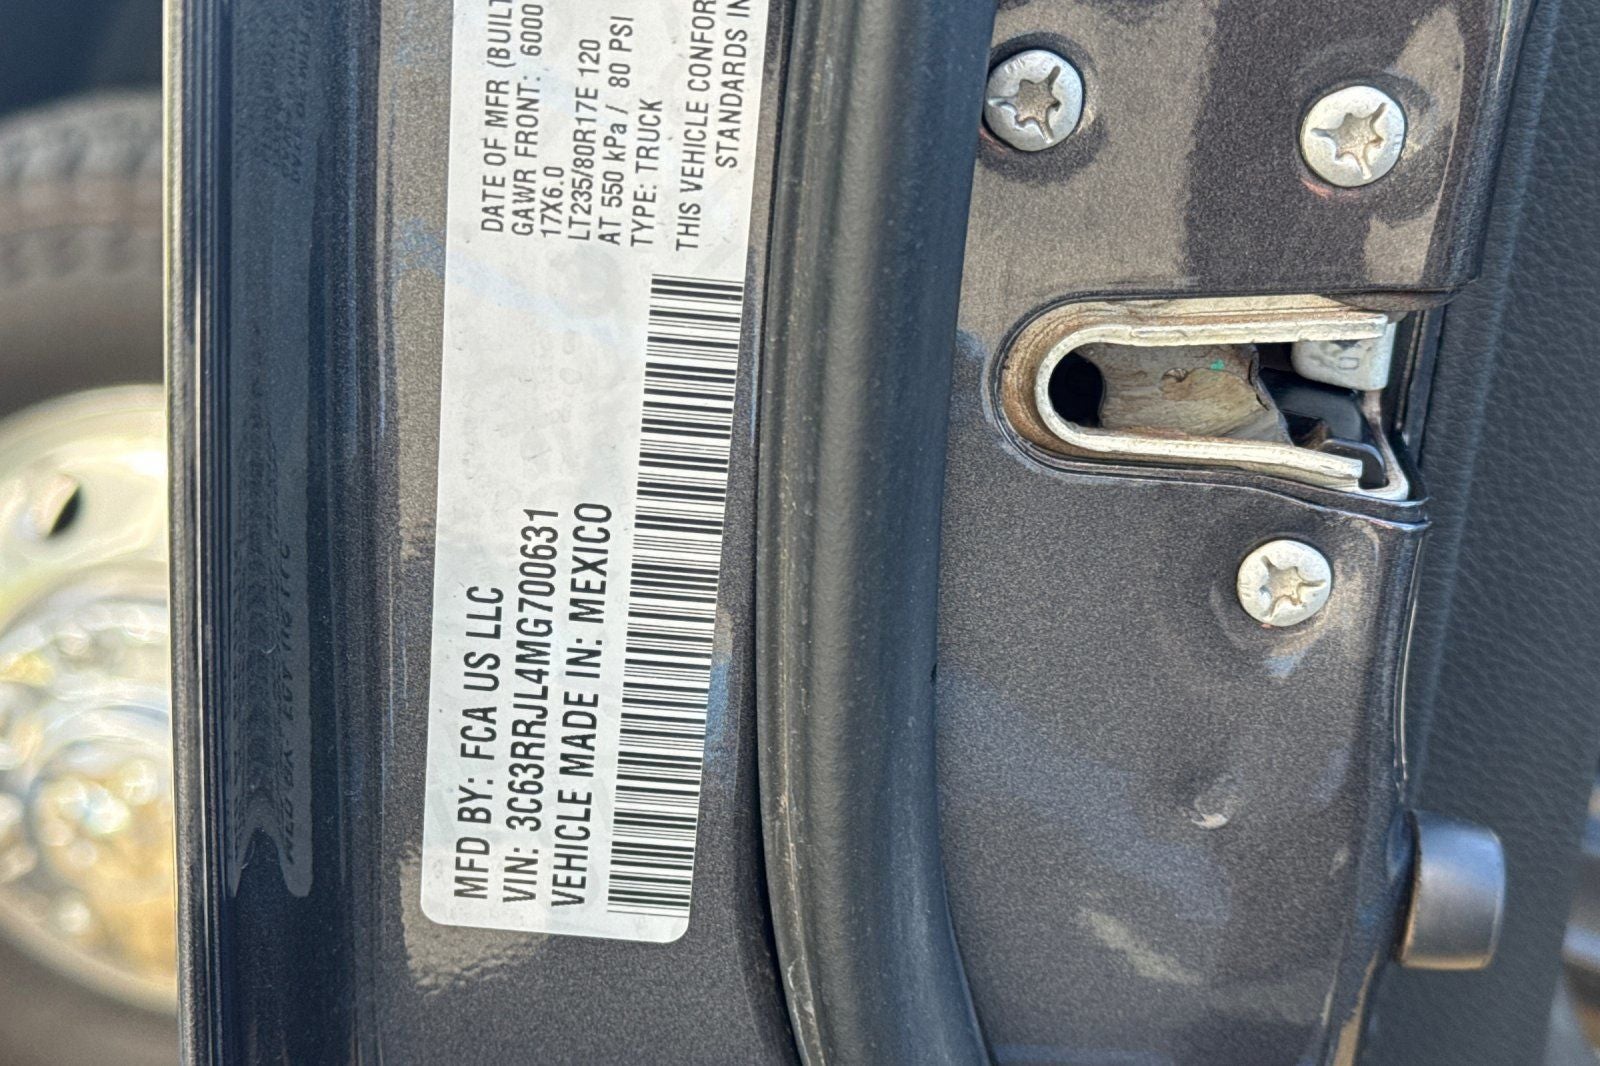 MFD BY: FCA US LLC
VIN: 3C63RRJL4MG700631
VEHICLE MADE IN: MEXICO
DATE OF MFR (BUILT
GAWR FRONT: 6000
17X6.0
LT235/80R17E 120
AT 550 kPa / 80 PSI
TYPE: TRUCK
THIS VEHICLE CONFOR
STANDARDS IN